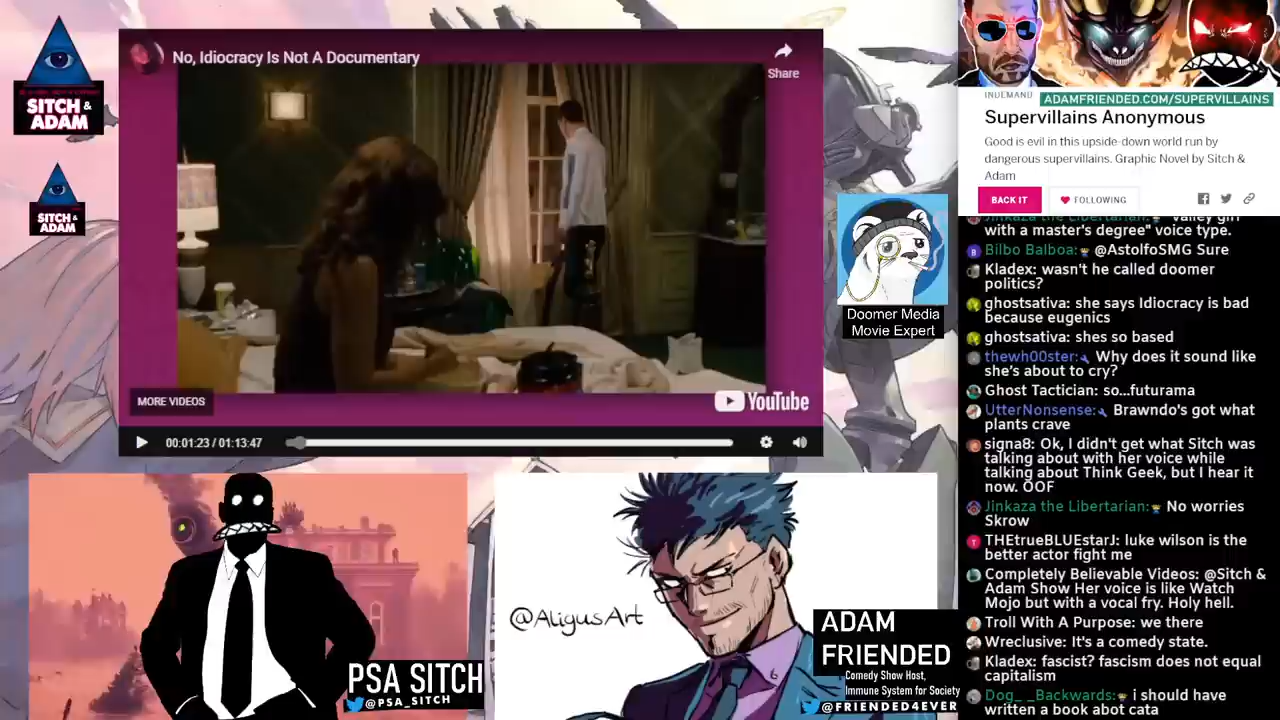 SITCH &
ADAM
SITCH &
ADAM
No, Idiocracy Is Not A Documentary
Share
MORE VIDEOS
YouTube
00:01:23 / 01:13:47
Doomer Media
Movie Expert
INDEMAND
ADAMFRIENDED.COM/SUPERVILLAINS
Supervillains Anonymous
Good is evil in this upside-down world run by
dangerous supervillains. Graphic Novel by Sitch &
Adam
BACK IT
FOLLOWING
Jinkaza the Libertarian: "valley girl
with a master's degree" voice type.
Bilbo Balboa: @AstolfoSMG Sure
Kladex: wasn't he called doomer
politics?
ghostsativa: she says Idiocracy is bad
because eugenics
ghostsativa: shes so based
thewh00ster: Why does it sound like
she's about to cry?
Ghost Tactician: so...futurama
UtterNonsense: Brawndo's got what
plants crave
signa8: Ok, I didn't get what Sitch was
talking about with her voice while
talking about Think Geek, but I hear it
now. OOF
Jinkaza the Libertarian: No worries
Skrow
THEtrueBLUEstarJ: luke wilson is the
better actor fight me
Completely Believable Videos: @Sitch &
Adam Show Her voice is like Watch
Mojo but with a vocal fry. Holy hell.
Troll With A Purpose: we there
Wreclusive: It's a comedy state.
Kladex: fascist? fascism does not equal
capitalism
Dog_ _Backwards: i should have
written a book abot cata
PSA SITCH
@PSA_SITCH
@AligusArt
ADAM
FRIENDED
Comedy Show Host,
Immune System for Society
@FRIENDED4EVER